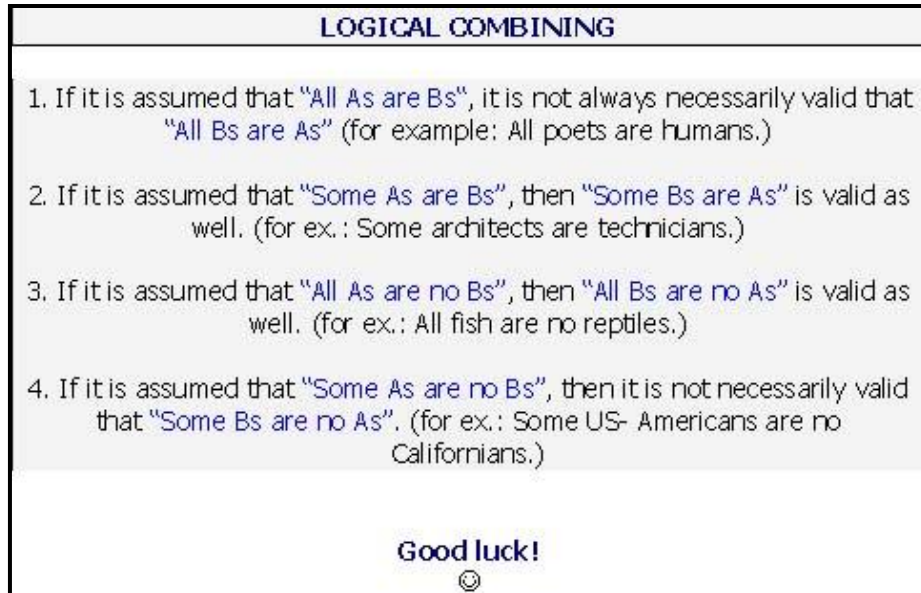 LOGICAL COMBINING
1. If it is assumed that "All As are Bs", it is not always necessarily valid that
"All Bs are As" (for example: All poets are humans.)
2. If it is assumed that "Some As are Bs", then "Some Bs are As" is valid as
well. (for ex.: Some architects are technicians.)
3. If it is assumed that "All As are no Bs", then "All Bs are no As" is valid as
well. (for ex.: All fish are no reptiles.)
4. If it is assumed that "Some As are no Bs", then it is not necessarily valid
that "Some Bs are no As". (for ex.: Some US- Americans are no
Californians.)
Good luck!
☺